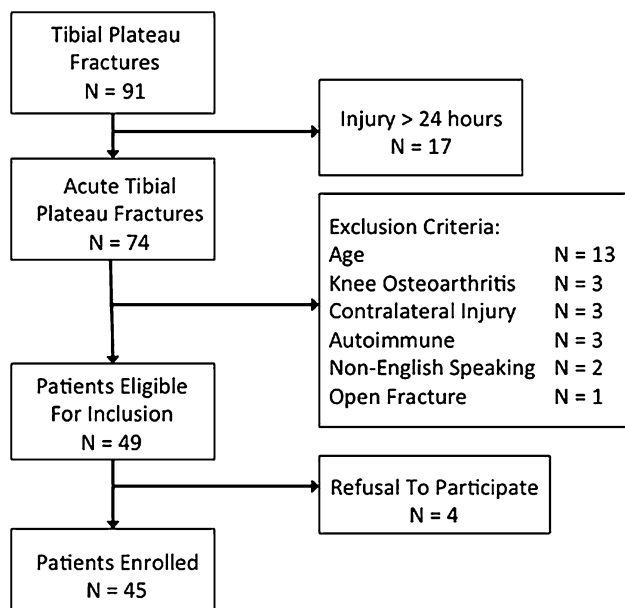 Tibial Plateau
Fractures
N = 91
Injury > 24 hours
N = 17
Acute Tibial
Plateau Fractures
N = 74
Exclusion Criteria:
Age N = 13
Knee Osteoarthritis N = 3
Contralateral Injury N = 3
Autoimmune N = 3
Non-English Speaking N = 2
Open Fracture N = 1
Patients Eligible
For Inclusion
N = 49
Refusal To Participate
N = 4
Patients Enrolled
N = 45